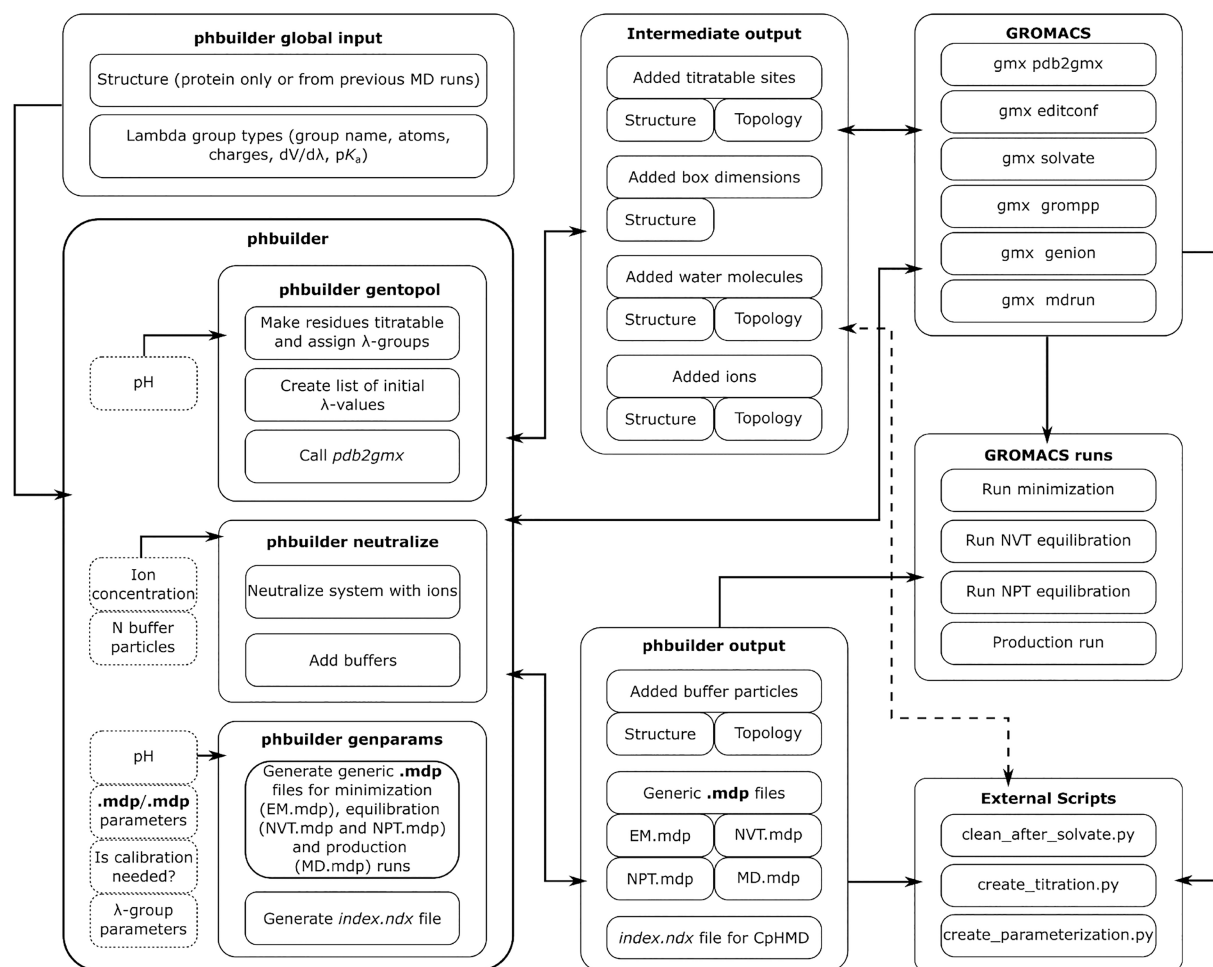 phbuilder global input
Structure (protein only or from previous MD runs)
Lambda group types (group name, atoms,
charges, dV/dλ, pKa)
phbuilder
phbuilder gentopol
Make residues titratable
and assign λ-groups
pH
Create list of initial
λ-values
Call pdb2gmx
phbuilder neutralize
Ion
concentration
N buffer
particles
Neutralize system with ions
Add buffers
phbuilder genparams
pH
.mdp/.mdp
parameters
Is calibration
needed?
λ-group
parameters
Generate generic .mdp
files for minimization
(EM.mdp), equilibration
(NVT.mdp and NPT.mdp)
and production
(MD.mdp) runs
Generate index.ndx file
Intermediate output
Added titratable sites
Structure
Topology
Added box dimensions
Structure
Added water molecules
Structure
Topology
Added ions
Structure
Topology
phbuilder output
Added buffer particles
Structure
Topology
Generic .mdp files
EM.mdp
NVT.mdp
NPT.mdp
MD.mdp
index.ndx file for CpHMD
GROMACS
gmx pdb2gmx
gmx editconf
gmx solvate
gmx grompp
gmx genion
gmx mdrun
GROMACS runs
Run minimization
Run NVT equilibration
Run NPT equilibration
Production run
External Scripts
clean_after_solvate.py
create_titration.py
create_parameterization.py